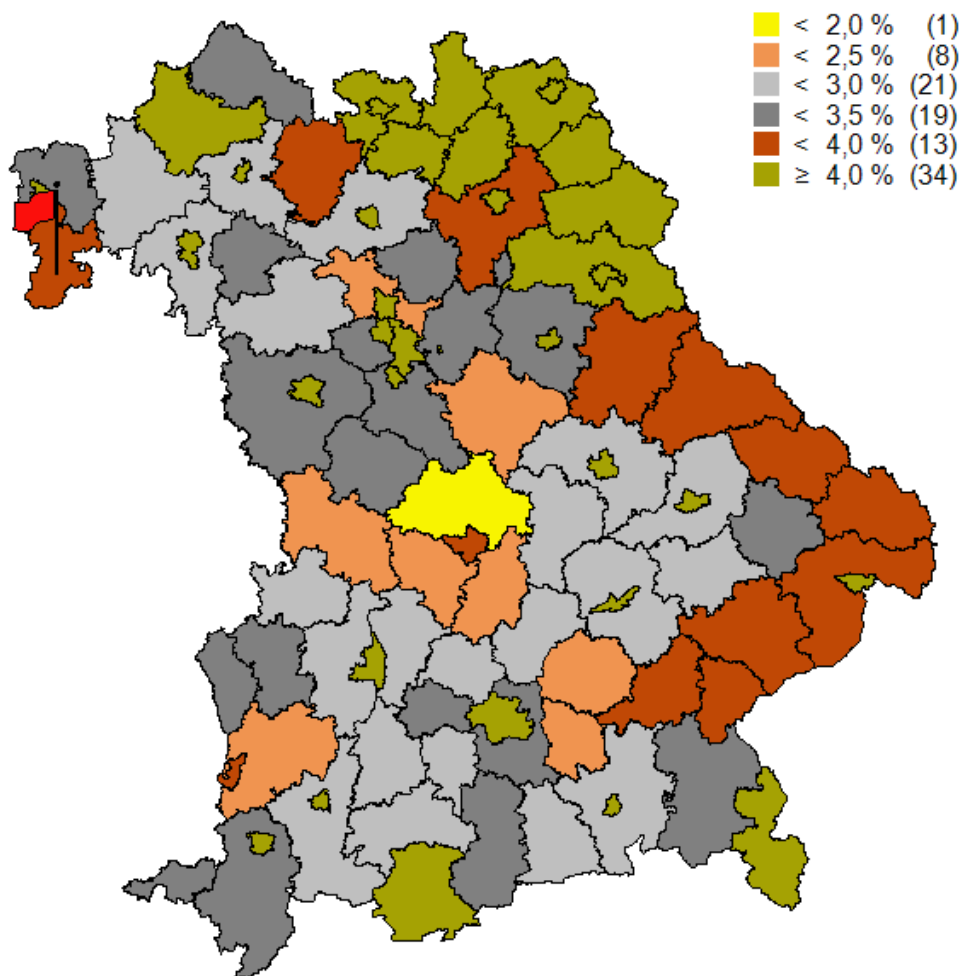 < 2,0 % (1)
< 2,5 % (8)
< 3,0 % (21)
< 3,5 % (19)
< 4,0 % (13)
≥ 4,0 % (34)